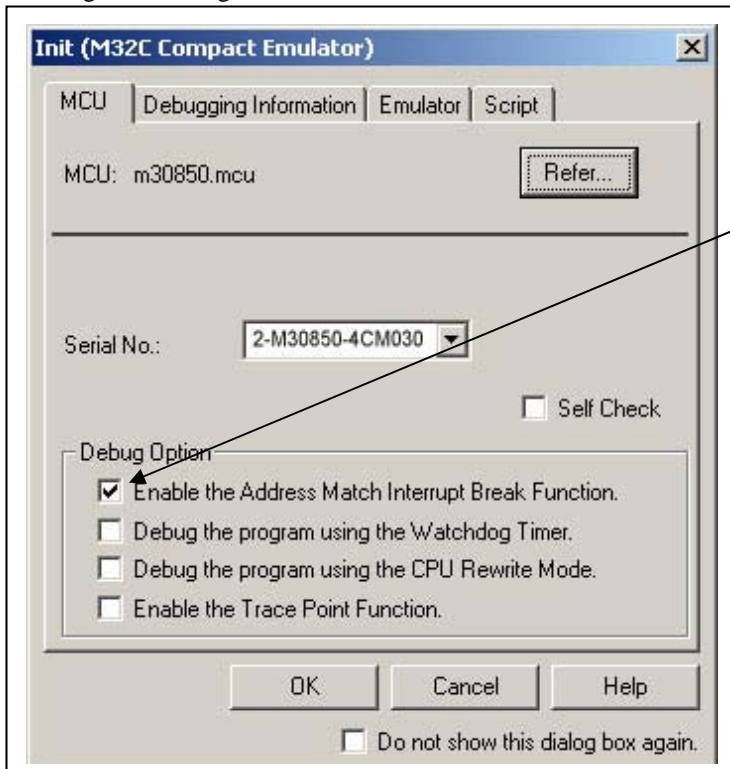 Init (M32C Compact Emulator)
MCU Debugging Information Emulator Script
MCU: m30850.mcu Refer...
Serial No.: 2-M30850-4CM030
Self Check
Debug Option
Enable the Address Match Interrupt Break Function.
Debug the program using the Watchdog Timer.
Debug the program using the CPU Rewrite Mode.
Enable the Trace Point Function.
OK Cancel Help
Do not show this dialog box again.